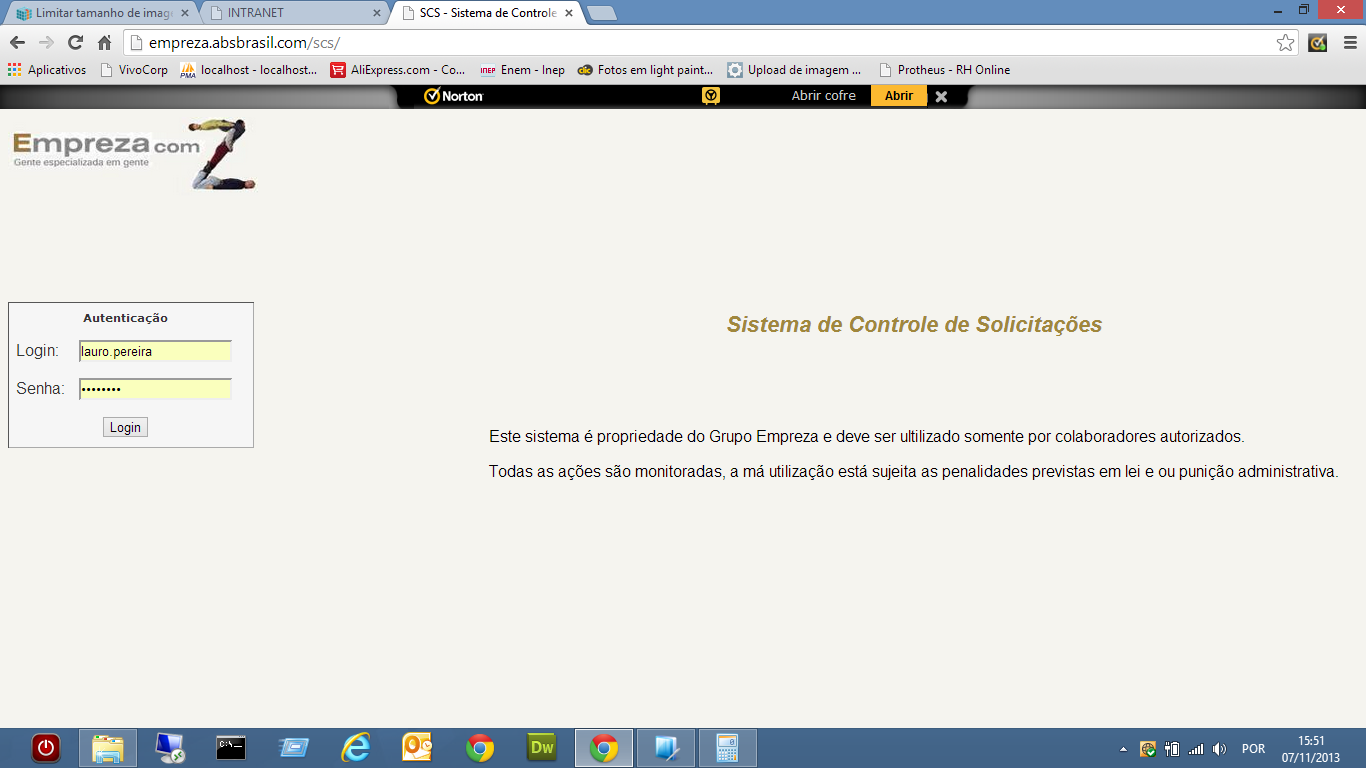 Limitar tamanho de imag
INTRANET
SCS - Sistema de Controle
empreza.absbrasil.com/scs/
Aplicativos
VivoCorp
PMA
localhost - localhost...
AliExpress.com - Co...
INEP
Enem - Inep
Fotos em light paint...
Upload de imagem ...
Protheus - RH Online
Norton
Abrir cofre
Abrir
Empreza com
Gente especializada em gente
Autenticação
Login:
lauro.pereira
Senha:
••••••••
Login
Sistema de Controle de Solicitações
Este sistema é propriedade do Grupo Empreza e deve ser ultilizado somente por colaboradores autorizados.
Todas as ações são monitoradas, a má utilização está sujeita as penalidades previstas em lei e ou punição administrativa.
C:\
Dw
POR
15:51
07/11/2013